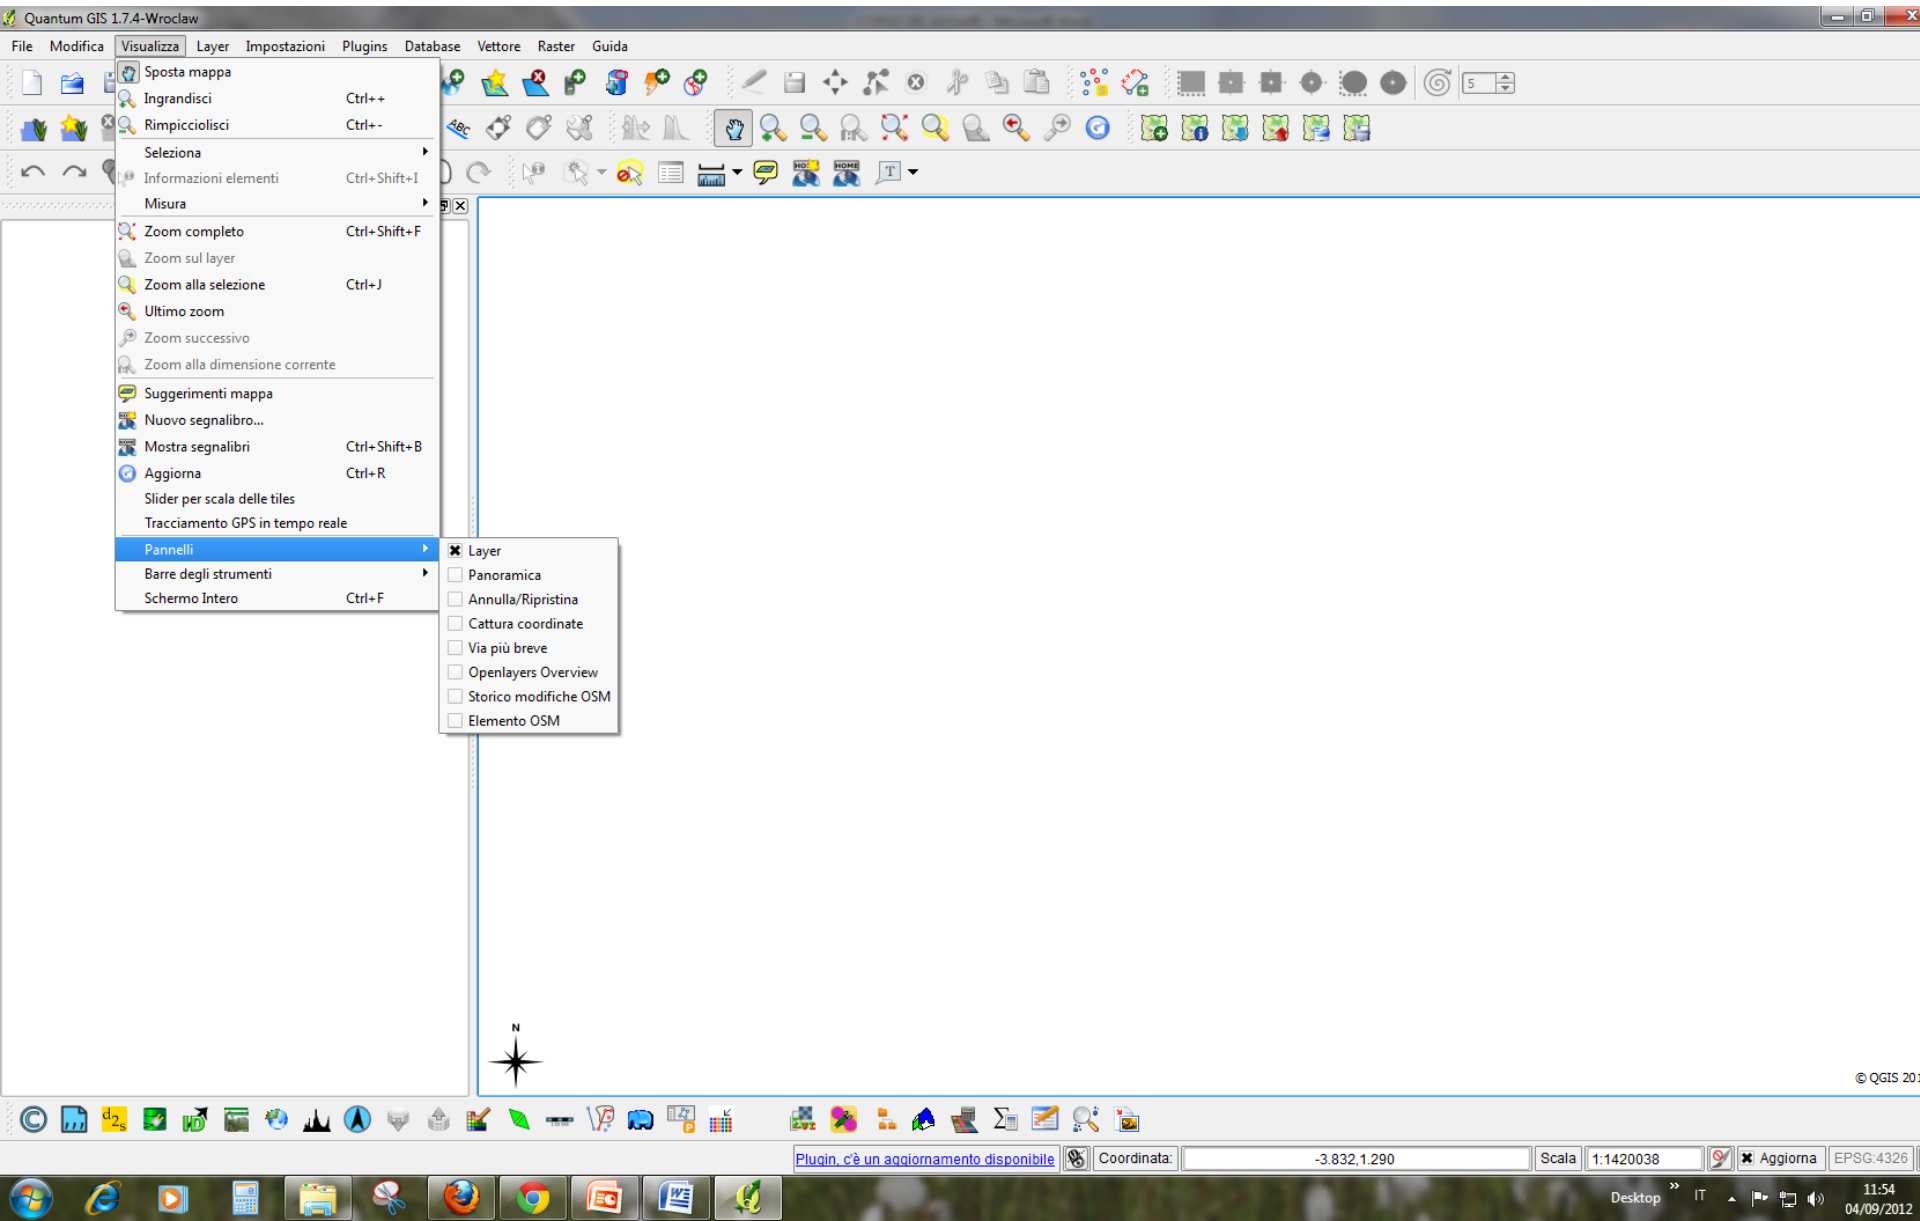 Quantum GIS 1.7.4-Wroclaw
File Modifica Visualizza Layer Impostazioni Plugins Database Vettore Raster Guida
Sposta mappa
Ingrandisci Ctrl++
Rimpicciolisci Ctrl+-
Seleziona
Informazioni elementi Ctrl+Shift+I
Misura
Zoom completo Ctrl+Shift+F
Zoom sul layer
Zoom alla selezione Ctrl+J
Ultimo zoom
Zoom successivo
Zoom alla dimensione corrente
Suggerimenti mappa
Nuovo segnalibro...
Mostra segnalibri Ctrl+Shift+B
Aggiorna Ctrl+R
Slider per scala delle tiles
Tracciamento GPS in tempo reale
Pannelli
Barre degli strumenti
Schermo Intero Ctrl+F
Layer
Panoramica
Annulla/Ripristina
Cattura coordinate
Via più breve
Openlayers Overview
Storico modifiche OSM
Elemento OSM
5
ABC
HOME
T
N
© QGIS 201
Plugin, c'è un aggiornamento disponibile Coordinata: -3.832,1.290 Scala 1:1420038 Aggiorna EPSG:4326
Desktop » IT 11:54
04/09/2012